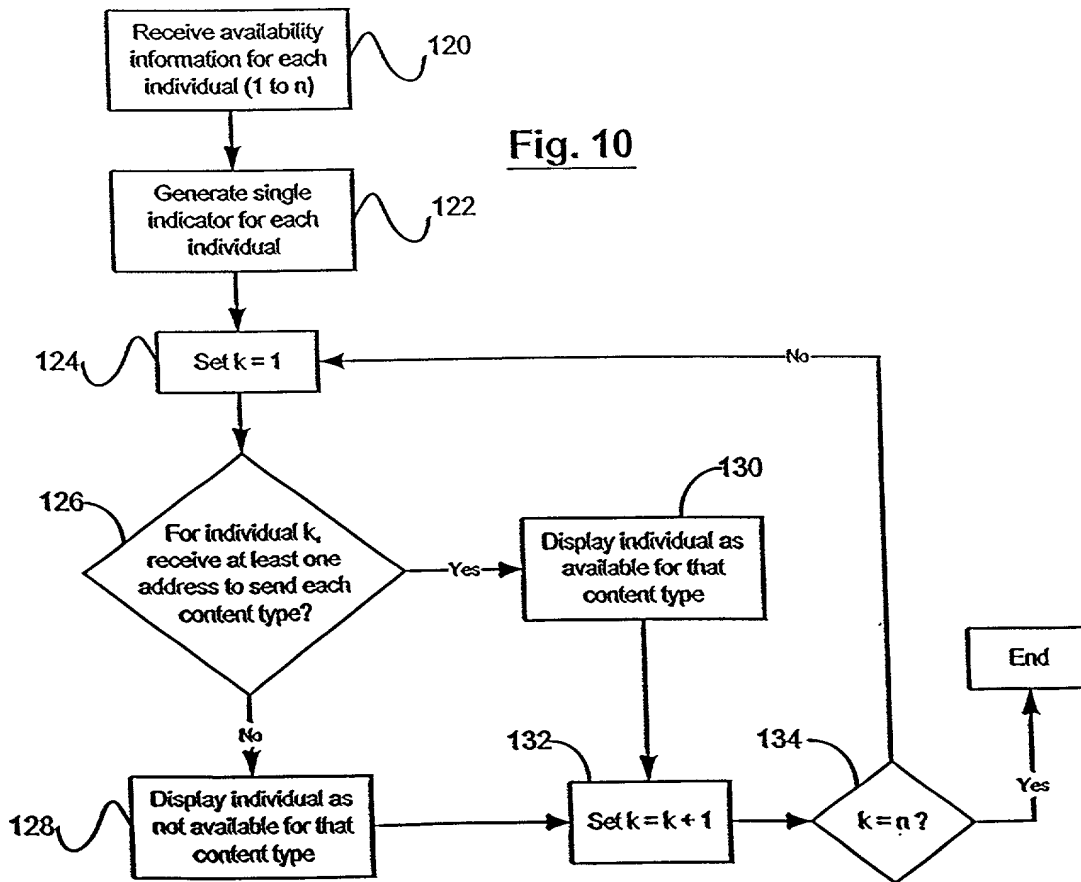 Receive availability
information for each
individual (1 to n)
120
Fig. 10
Generate single
indicator for each
individual
122
124
Set k = 1
No
126
For individual k,
receive at least one
address to send each
content type?
Yes
130
Display individual as
available for that
content type
End
No
132
134
128
Display individual as
not available for that
content type
Set k = k + 1
k = n ?
Yes